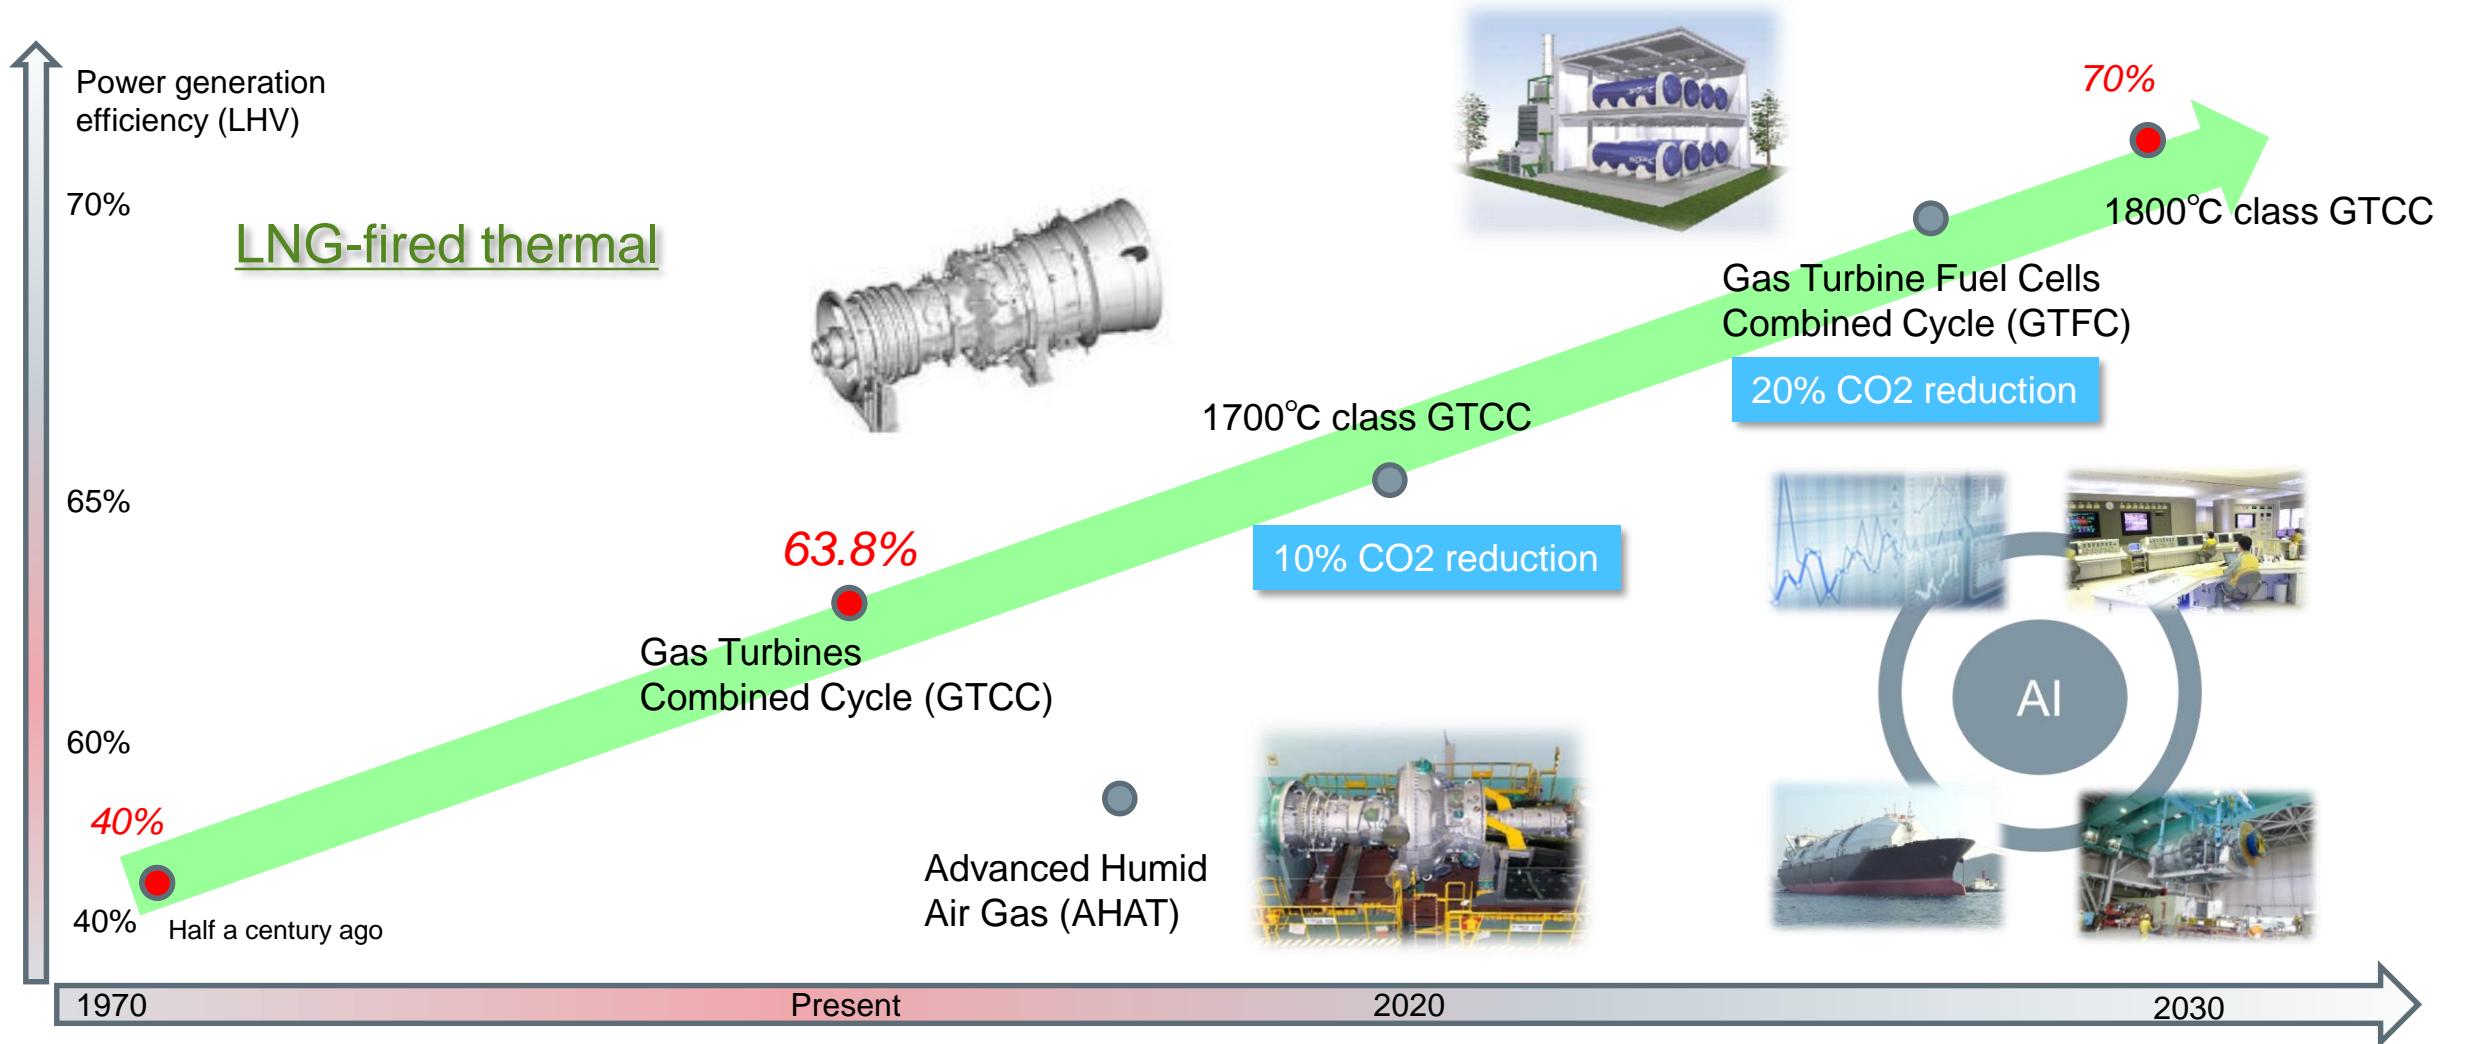 Power generation
efficiency (LHV)
70%
70%
LNG-fired thermal
1800℃ class GTCC
Gas Turbine Fuel Cells
Combined Cycle (GTFC)
20% CO2 reduction
1700℃ class GTCC
65%
63.8%
10% CO2 reduction
Gas Turbines
Combined Cycle (GTCC)
AI
60%
40%
Advanced Humid
Air Gas (AHAT)
40%
Half a century ago
1970
Present
2020
2030